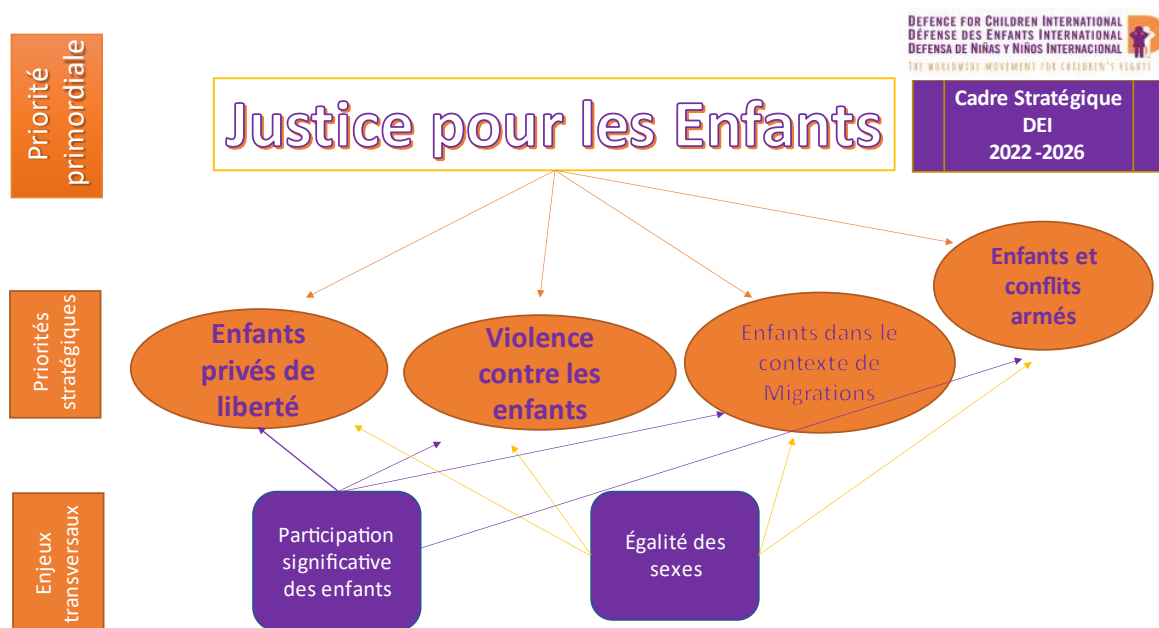 DEFENCE FOR CHILDREN INTERNATIONAL
DÉFENSE DES ENFANTS INTERNATIONAL
DEFENSA DE NIÑAS Y NIÑOS INTERNACIONAL
THE WORLDWIDE MOVEMENT FOR CHILDREN'S RIGHTS
Cadre Stratégique
DEI
2022 -2026
Priorité
primordiale
Justice pour les Enfants
Priorités
stratégiques
Enfants
privés de
liberté
Violence
contre les
enfants
Enfants dans le
contexte de
Migrations
Enfants et
conflits
armés
Enjeux
transversaux
Participation
significative
des enfants
Égalité des
sexes